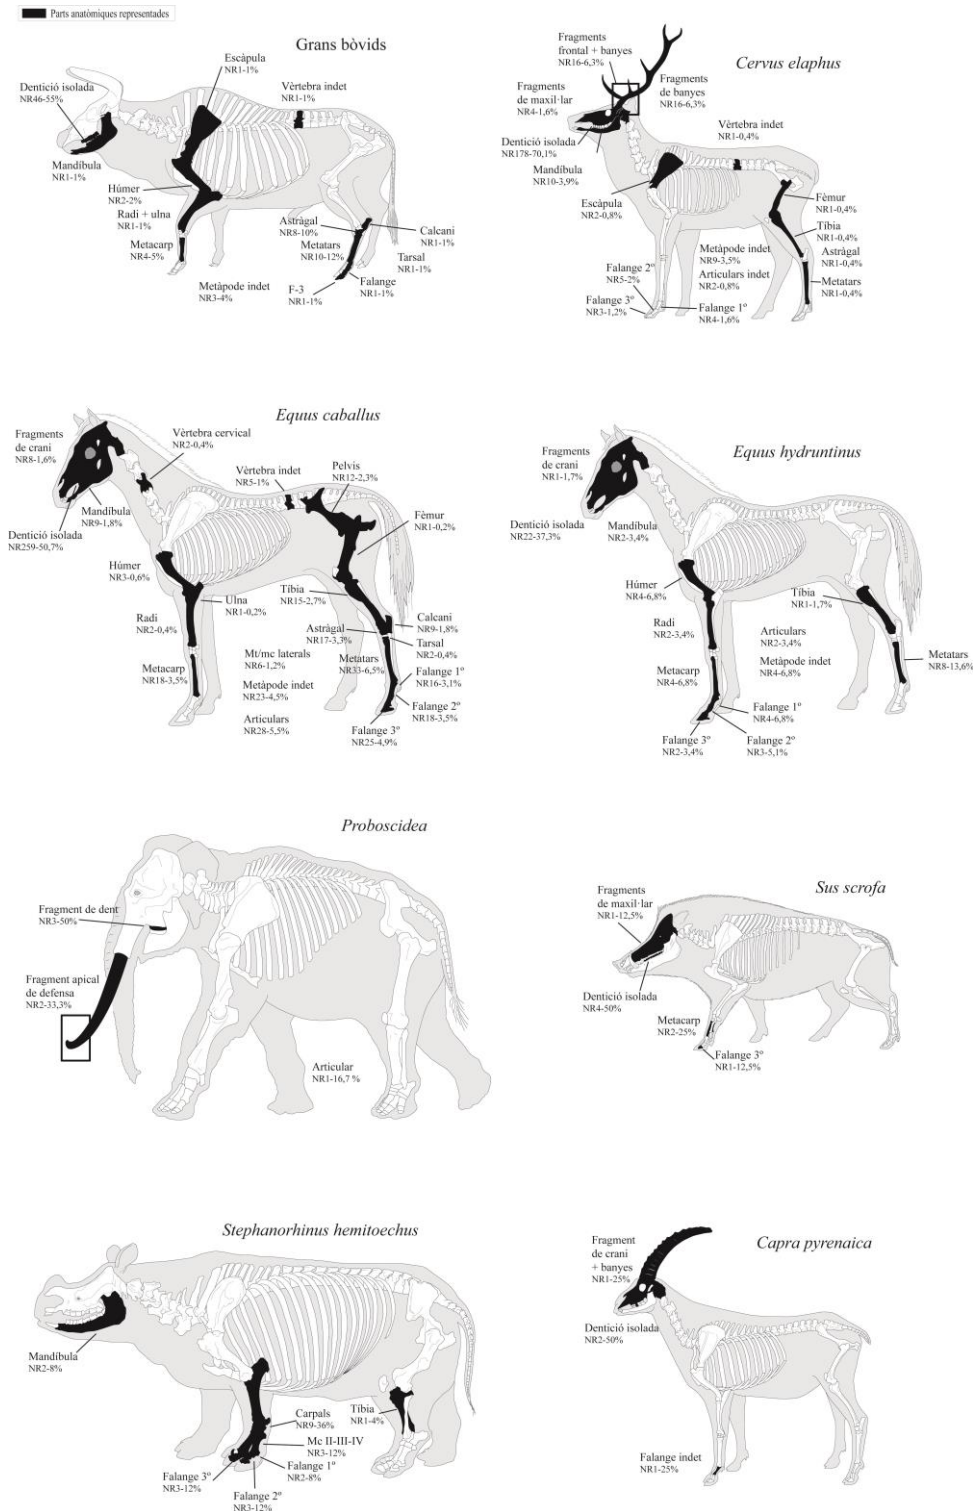 Parts anatòmiques representades
Grans bòvids
Escàpula
NR1-1%
Vèrtebra indet
NR1-1%
Dentició isolada
NR46-55%
Mandíbula
NR1-1%
Húmer
NR2-2%
Radi + ulna
NR1-1%
Metacarp
NR4-5%
Metàpode indet
NR3-4%
Astràgal
NR8-10%
Metatars
NR10-12%
F-3
NR1-1%
Falange
NR1-1%
Calcani
NR1-1%
Tarsal
NR1-1%
Cervus elaphus
Fragments
frontal + banyes
NR16-6,3%
Fragments
de banyes
NR16-6,3%
Fragments
de maxil·lar
NR4-1,6%
Dentició isolada
NR178-70,1%
Mandíbula
NR10-3,9%
Escàpula
NR2-0,8%
Vèrtebra indet
NR1-0,4%
Fèmur
NR1-0,4%
Tíbia
NR1-0,4%
Astràgal
NR1-0,4%
Metatars
NR1-0,4%
Metàpode indet
NR9-3,5%
Articulars indet
NR2-0,8%
Falange 2º
NR5-2%
Falange 3º
NR3-1,2%
Falange 1º
NR4-1,6%
Equus caballus
Fragments
de crani
NR8-1,6%
Vèrtebra cervical
NR2-0,4%
Vèrtebra indet
NR5-1%
Pelvis
NR12-2,3%
Mandíbula
NR9-1,8%
Dentició isolada
NR259-50,7%
Fèmur
NR1-0,2%
Húmer
NR3-0,6%
Ulna
NR1-0,2%
Tíbia
NR15-2,7%
Radi
NR2-0,4%
Astràgal
NR17-3,3%
Calcani
NR9-1,8%
Tarsal
NR2-0,4%
Mt/mc laterals
NR6-1,2%
Metatars
NR33-6,5%
Metacarp
NR18-3,5%
Metàpode indet
NR23-4,5%
Falange 1º
NR16-3,1%
Falange 2º
NR18-3,5%
Articulars
NR28-5,5%
Falange 3º
NR25-4,9%
Equus hydruntinus
Fragments
de crani
NR1-1,7%
Dentició isolada
NR22-37,3%
Mandíbula
NR2-3,4%
Húmer
NR4-6,8%
Tíbia
NR1-1,7%
Radi
NR2-3,4%
Articulars
NR2-3,4%
Metàpode indet
NR4-6,8%
Metacarp
NR4-6,8%
Metatars
NR8-13,6%
Falange 1º
NR4-6,8%
Falange 3º
NR2-3,4%
Falange 2º
NR3-5,1%
Proboscidea
Fragment de dent
NR3-50%
Fragment apical
de defensa
NR2-33,3%
Articular
NR1-16,7 %
Sus scrofa
Fragments
de maxil·lar
NR1-12,5%
Dentició isolada
NR4-50%
Metacarp
NR2-25%
Falange 3º
NR1-12,5%
Stephanorhinus hemitoechus
Mandíbula
NR2-8%
Carpals
NR9-36%
Tíbia
NR1-4%
Mc II-III-IV
NR3-12%
Falange 1º
NR2-8%
Falange 3º
NR3-12%
Falange 2º
NR3-12%
Capra pyrenaica
Fragment
de crani
+ banyes
NR1-25%
Dentició isolada
NR2-50%
Falange indet
NR1-25%